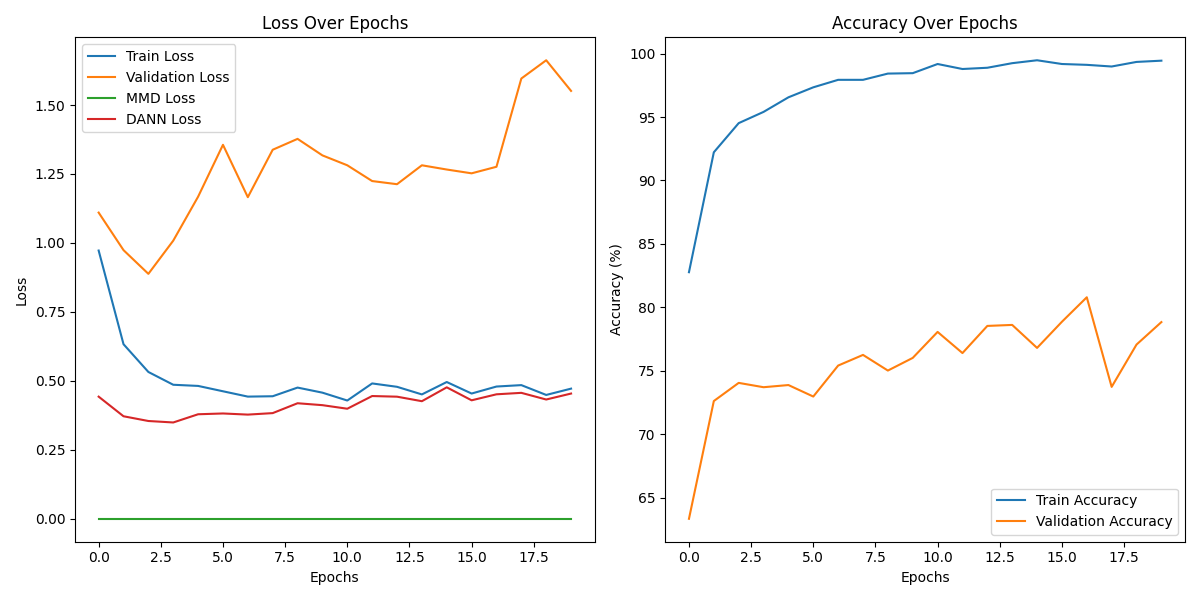 Loss Over Epochs
Train Loss
Validation Loss
MMD Loss
DANN Loss
1.50
1.25
1.00
0.75
0.50
0.25
0.00
Loss
0.0 2.5 5.0 7.5 10.0 12.5 15.0 17.5
Epochs
Accuracy Over Epochs
100
95
90
85
80
75
70
65
Accuracy (%)
Train Accuracy
Validation Accuracy
0.0 2.5 5.0 7.5 10.0 12.5 15.0 17.5
Epochs